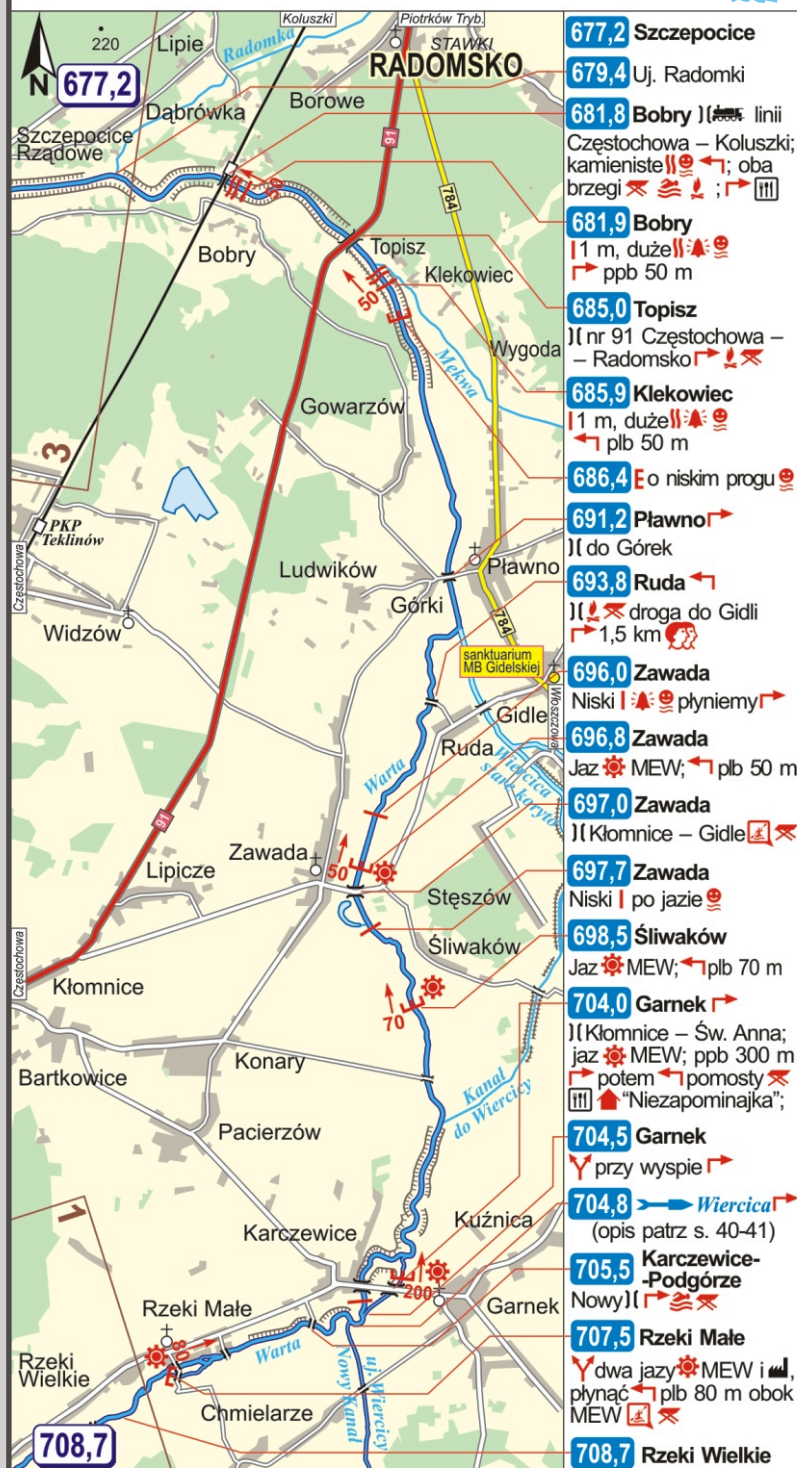 Koluszki
Piotrków Tryb.
220
Lipie
Radomka
STAWKI
RADOMSKO
N
677,2
Dąbrówka
Borowe
Szczepocice
Rządowe
91
784
50
Bobry
Topisz
Klekowiec
50
Wygoda
Mękwa
Gowarzów
3
PKP
Teklinów
Częstochowa
Ludwików
Pławno
Górki
Widzów
784
sanktuarium
MB Gidelskiej
Włoszczowa
Gidle
Ruda
Warta
Wiercica
stare koryto
91
Zawada
50
Lipicze
Stęszów
Śliwaków
Częstochowa
Kłomnice
70
Konary
Bartkowice
Kanał
do Wiercicy
Pacierzów
1
Karczewice
Kuźnica
200
Rzeki Małe
Garnek
80
Warta
Rzeki
Wielkie
Nowy Kanał
uj. Wiercicy
Chmielarze
708,7
677,2 Szczepocice
679,4 Uj. Radomki
681,8 Bobry linii
Częstochowa – Koluszki;
kamieniste ; oba
brzegi ;
681,9 Bobry
1 m, duże
ppb 50 m
685,0 Topisz
nr 91 Częstochowa –
– Radomsko
685,9 Klekowiec
1 m, duże
plb 50 m
686,4 E o niskim progu
691,2 Pławno
do Górek
693,8 Ruda
droga do Gidli
1,5 km
696,0 Zawada
Niski płyniemy
696,8 Zawada
Jaz MEW; plb 50 m
697,0 Zawada
Kłomnice – Gidle
697,7 Zawada
Niski po jazie
698,5 Śliwaków
Jaz MEW; plb 70 m
704,0 Garnek
Kłomnice – Św. Anna;
jaz MEW; ppb 300 m
potem pomosty
"Niezapominajka";
704,5 Garnek
przy wyspie
704,8 Wiercica
(opis patrz s. 40-41)
705,5 Karczewice-
-Podgórze
Nowy
707,5 Rzeki Małe
dwa jazy MEW i ,
płynąć plb 80 m obok
MEW
708,7 Rzeki Wielkie